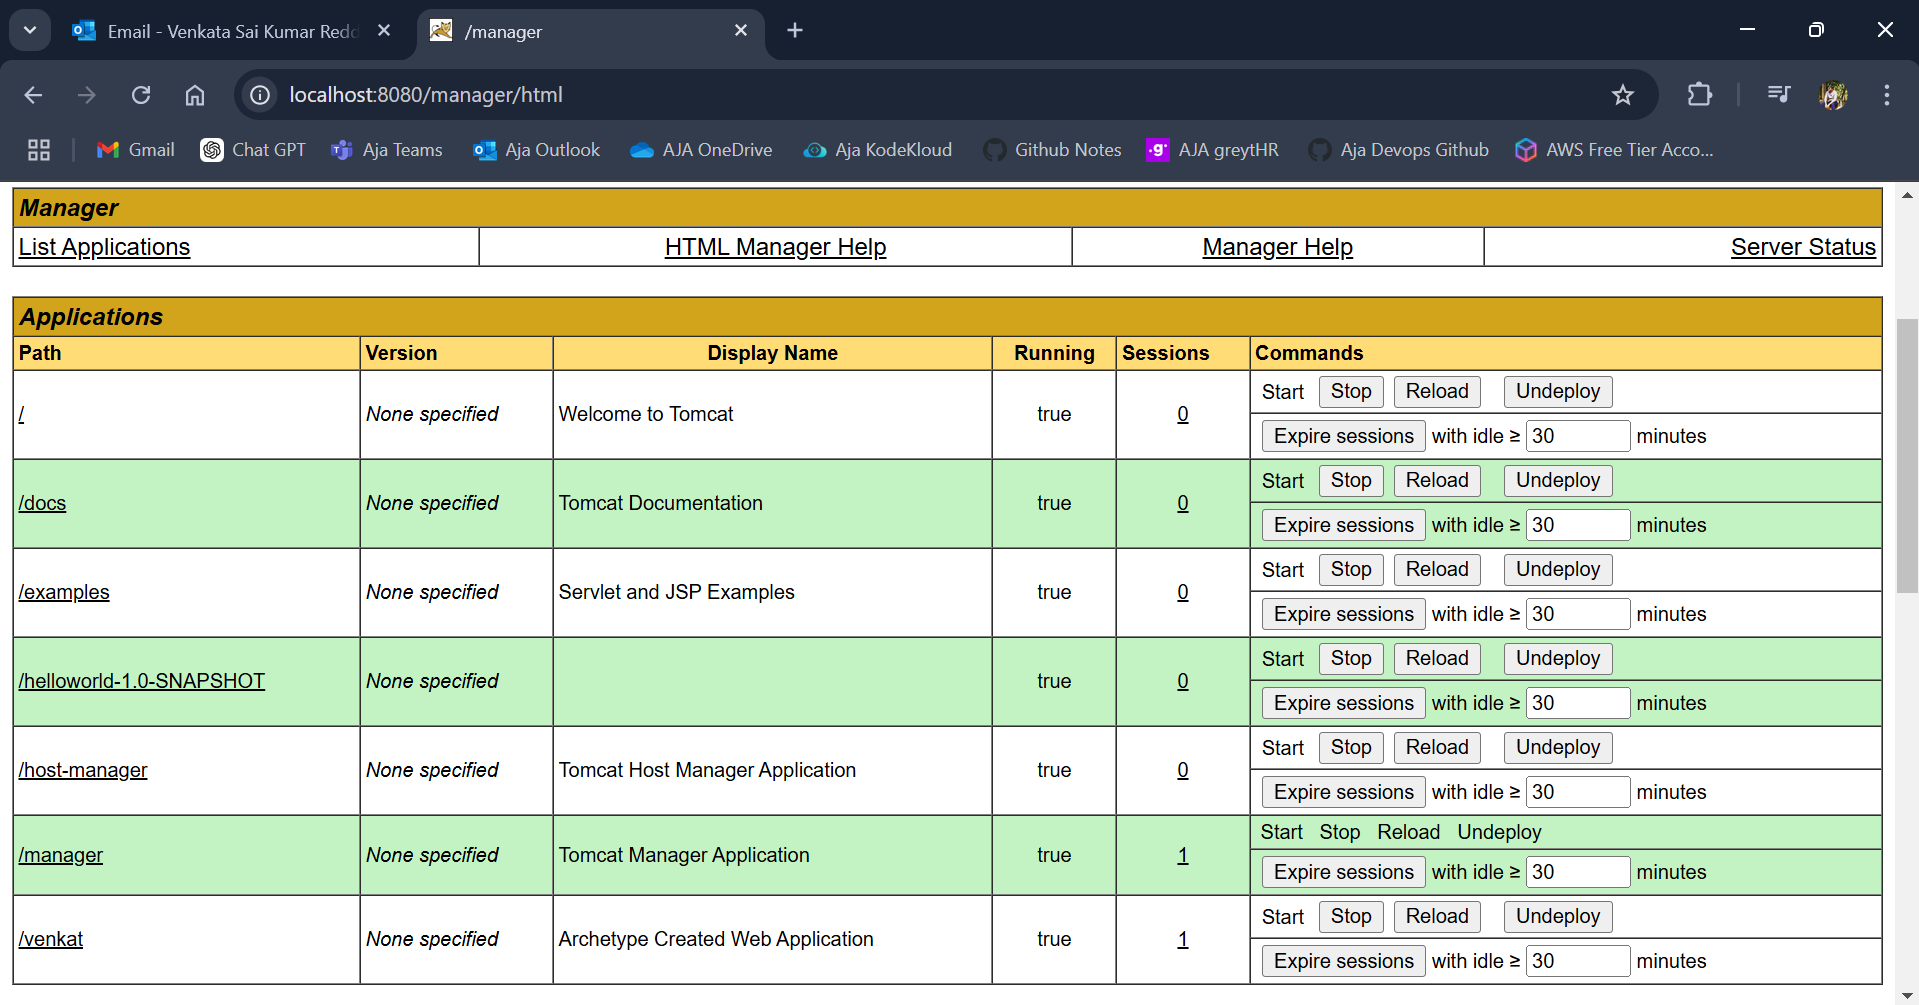 Email - Venkata Sai Kumar Redd
/manager
localhost:8080/manager/html
Gmail Chat GPT Aja Teams Aja Outlook AJA OneDrive Aja KodeKloud Github Notes AJA greytHR Aja Devops Github AWS Free Tier Acco...
Manager
List Applications HTML Manager Help Manager Help Server Status
Applications
Path Version Display Name Running Sessions Commands
/ None specified Welcome to Tomcat true 0 Start Stop Reload Undeploy
Expire sessions with idle ≥ 30 minutes
/docs None specified Tomcat Documentation true 0 Start Stop Reload Undeploy
Expire sessions with idle ≥ 30 minutes
/examples None specified Servlet and JSP Examples true 0 Start Stop Reload Undeploy
Expire sessions with idle ≥ 30 minutes
/helloworld-1.0-SNAPSHOT None specified true 0 Start Stop Reload Undeploy
Expire sessions with idle ≥ 30 minutes
/host-manager None specified Tomcat Host Manager Application true 0 Start Stop Reload Undeploy
Expire sessions with idle ≥ 30 minutes
/manager None specified Tomcat Manager Application true 1 Start Stop Reload Undeploy
Expire sessions with idle ≥ 30 minutes
/venkat None specified Archetype Created Web Application true 1 Start Stop Reload Undeploy
Expire sessions with idle ≥ 30 minutes